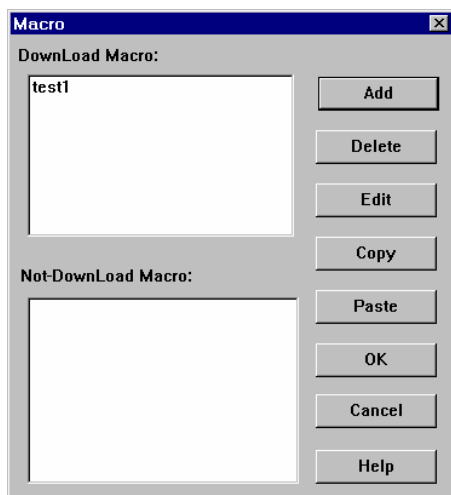 Macro
DownLoad Macro:
test1
Add
Delete
Edit
Copy
Not-DownLoad Macro:
Paste
OK
Cancel
Help